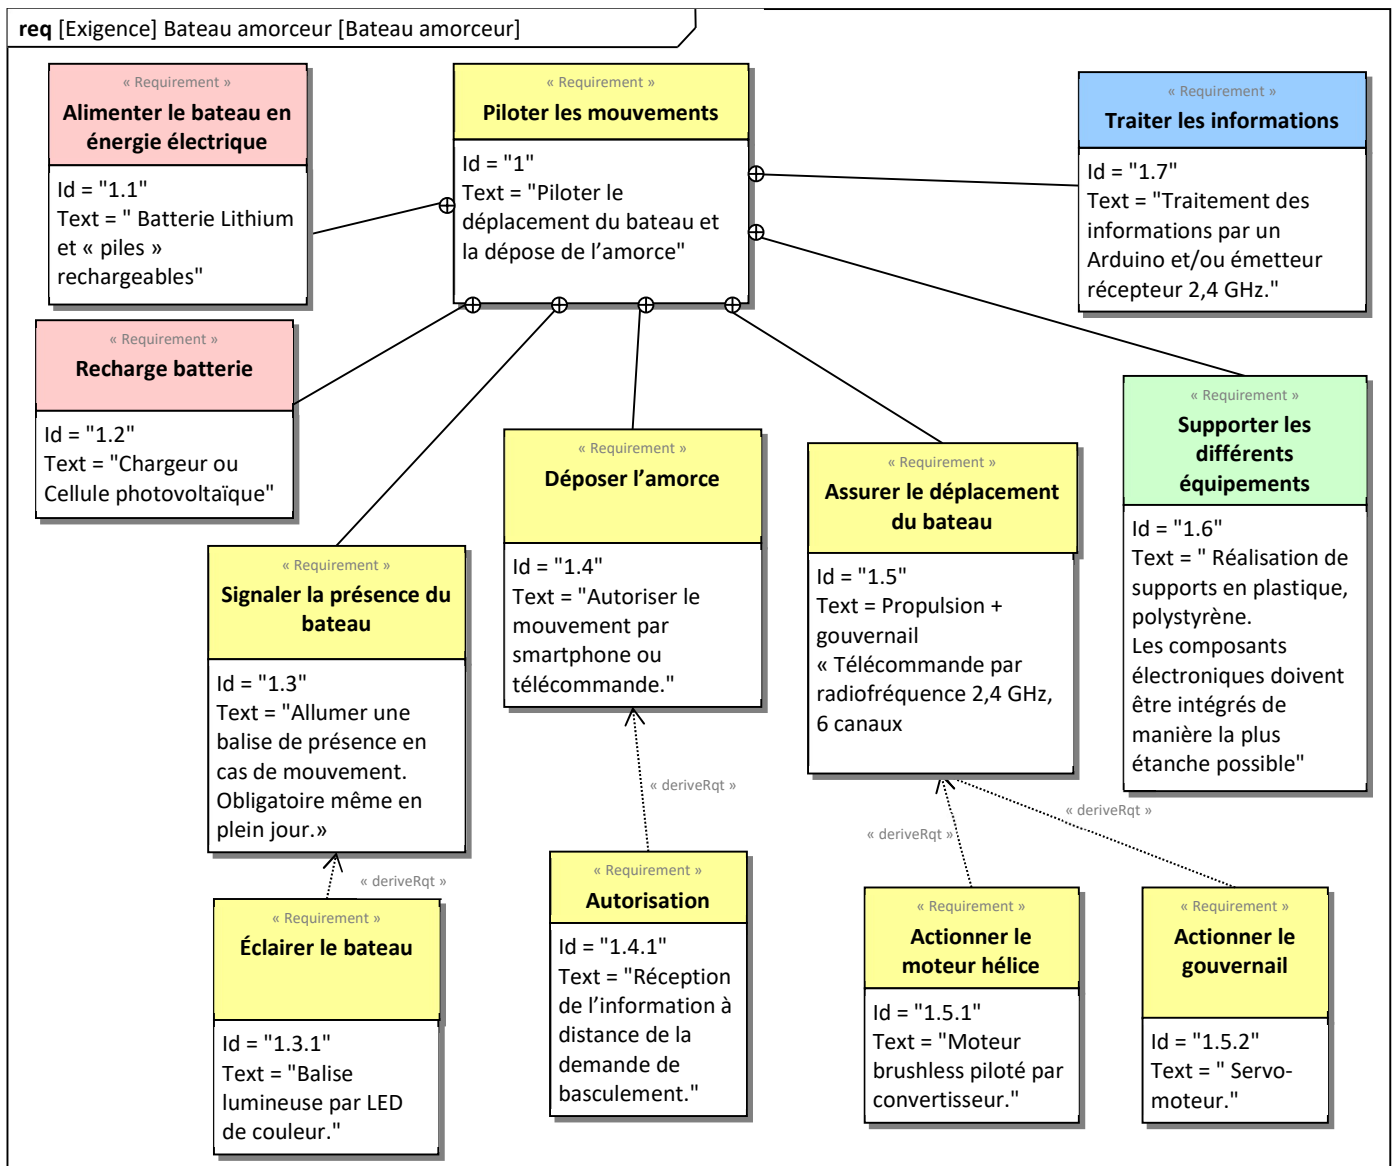 req [Exigence] Bateau amorceur [Bateau amorceur]
« Requirement »
Alimenter le bateau en
énergie électrique
Id = "1.1"
Text = " Batterie Lithium
et « piles »
rechargeables"
« Requirement »
Piloter les mouvements
Id = "1"
Text = "Piloter le
déplacement du bateau et
la dépose de l’amorce"
« Requirement »
Traiter les informations
Id = "1.7"
Text = "Traitement des
informations par un
Arduino et/ou émetteur
récepteur 2,4 GHz."
« Requirement »
Recharge batterie
Id = "1.2"
Text = "Chargeur ou
Cellule photovoltaïque"
« Requirement »
Signaler la présence du
bateau
Id = "1.3"
Text = "Allumer une
balise de présence en
cas de mouvement.
Obligatoire même en
plein jour.»
« Requirement »
Déposer l’amorce
Id = "1.4"
Text = "Autoriser le
mouvement par
smartphone ou
télécommande."
« Requirement »
Assurer le déplacement
du bateau
Id = "1.5"
Text = Propulsion +
gouvernail
« Télécommande par
radiofréquence 2,4 GHz,
6 canaux
« Requirement »
Supporter les
différents
équipements
Id = "1.6"
Text = " Réalisation de
supports en plastique,
polystyrène.
Les composants
électroniques doivent
être intégrés de
manière la plus
étanche possible"
« deriveRqt »
« deriveRqt »
« deriveRqt »
« deriveRqt »
« Requirement »
Éclairer le bateau
Id = "1.3.1"
Text = "Balise
lumineuse par LED
de couleur."
« Requirement »
Autorisation
Id = "1.4.1"
Text = "Réception
de l’information à
distance de la
demande de
basculement."
« Requirement »
Actionner le
moteur hélice
Id = "1.5.1"
Text = "Moteur
brushless piloté par
convertisseur."
« Requirement »
Actionner le
gouvernail
Id = "1.5.2"
Text = " Servo-
moteur."